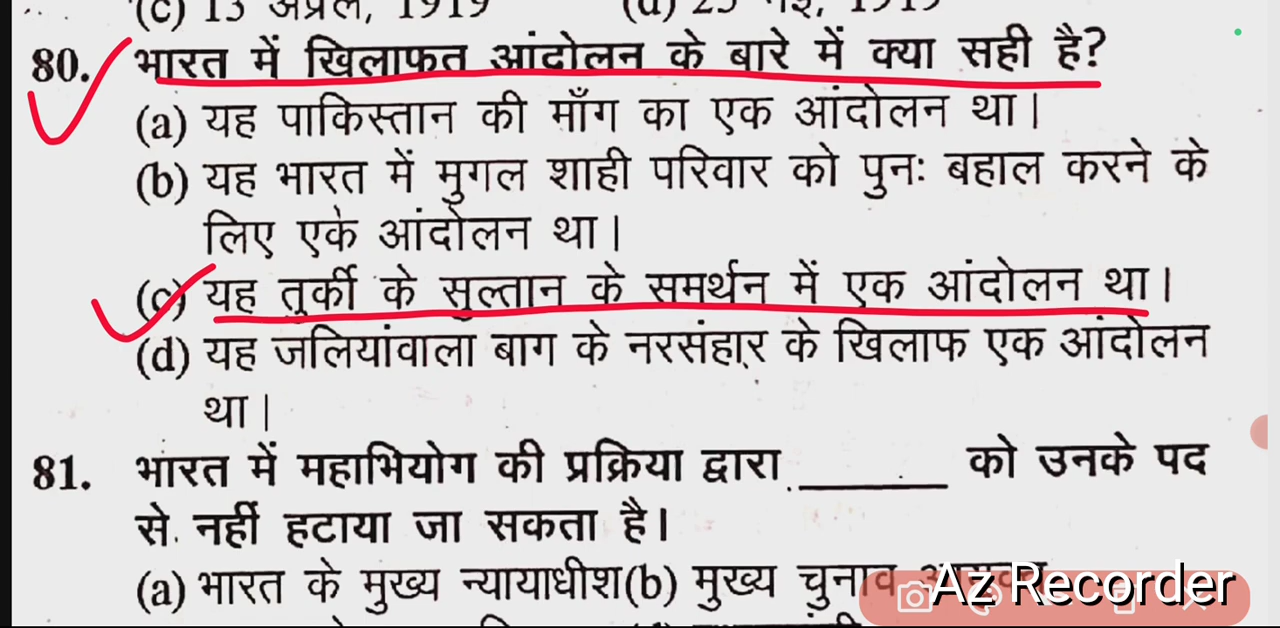 80. भारत में खिलाफत आंदोलन के बारे में क्या सही है?
(a) यह पाकिस्तान की माँग का एक आंदोलन था।
(b) यह भारत में मुगल शाही परिवार को पुनः बहाल करने के
लिए एक आंदोलन था।
(c) यह तुर्की के सुल्तान के समर्थन में एक आंदोलन था।
(d) यह जलियांवाला बाग के नरसंहार के खिलाफ एक आंदोलन
था।
81. भारत में महाभियोग की प्रक्रिया द्वारा ______ को उनके पद
से नहीं हटाया जा सकता है।
(a) भारत के मुख्य न्यायाधीश (b) मुख्य चुनाव
Az Recorder